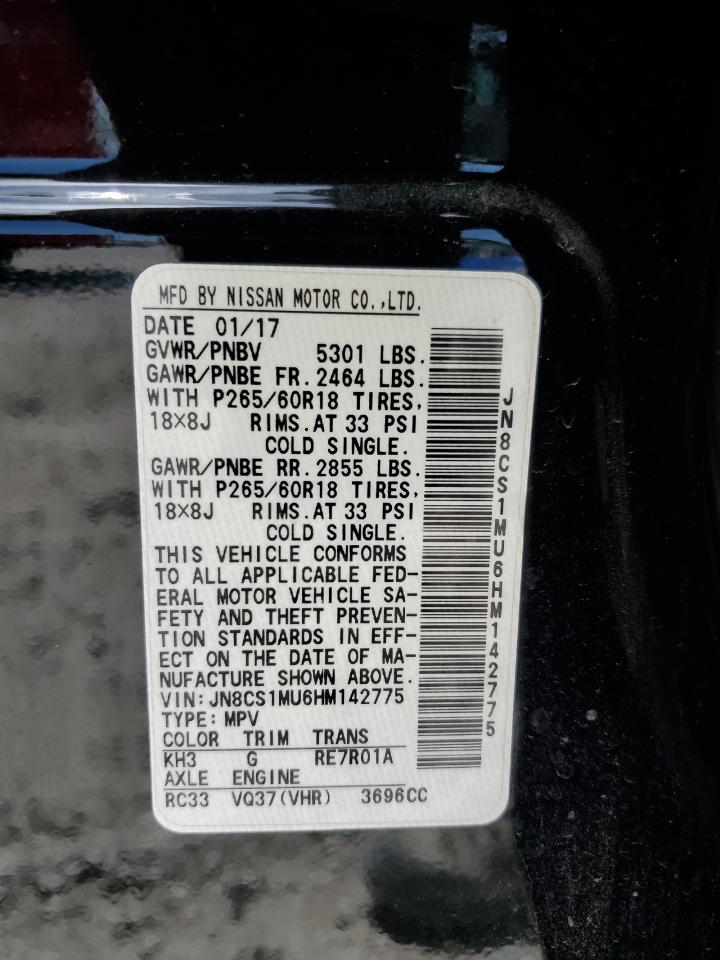 MFD BY NISSAN MOTOR CO.,LTD.
DATE 01/17
GVWR/PNBV 5301 LBS.
GAWR/PNBE FR. 2464 LBS.
WITH P265/60R18 TIRES,
18×8J RIMS.AT 33 PSI
COLD SINGLE.
GAWR/PNBE RR. 2855 LBS.
WITH P265/60R18 TIRES,
18×8J RIMS.AT 33 PSI
COLD SINGLE.
THIS VEHICLE CONFORMS
TO ALL APPLICABLE FED-
ERAL MOTOR VEHICLE SA-
FETY AND THEFT PREVEN-
TION STANDARDS IN EFF-
ECT ON THE DATE OF MA-
NUFACTURE SHOWN ABOVE.
VIN:JN8CS1MU6HM142775
TYPE:MPV
COLOR TRIM TRANS
KH3 G RE7R01A
AXLE ENGINE
RC33 VQ37(VHR) 3696CC
JN8CS1MU6HM142775